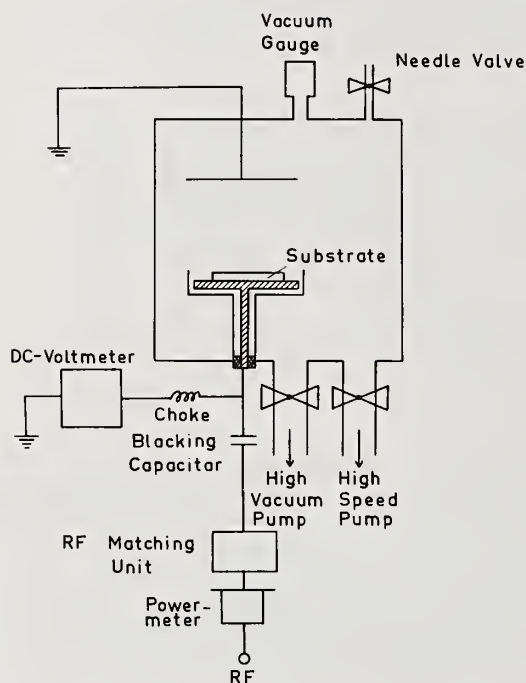 Vacuum
Gauge
Needle Valve
Substrate
DC-Voltmeter
Choke
Blacking
Capacitar
High
Vacuum
Pump
High
Speed
Pump
RF Matching
Unit
Power-
meter
RF